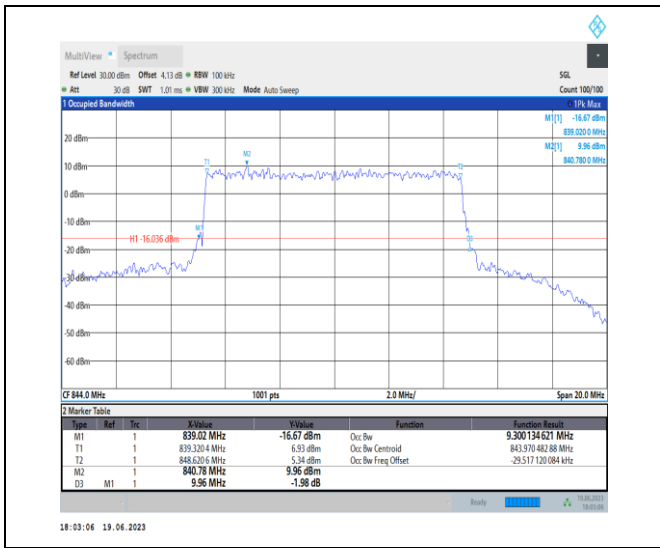 MultiView Spectrum
Ref Level 30.00 dBm Offset 4.13 dB RBW 100 kHz SGL
Att 30 dB SWT 1.01 ms VBW 300 kHz Mode Auto Sweep Count 100/100
1 Occupied Bandwidth 1Pk Max
M1[1] -16.67 dBm
839.020 0 MHz
M2[1] 9.96 dBm
840.780 0 MHz
20 dBm
M2
T1
T2
10 dBm
0 dBm
-10 dBm
M1
D3
H1 -16.036 dBm
-20 dBm
-30 dBm
-40 dBm
-50 dBm
-60 dBm
CF 844.0 MHz 1001 pts 2.0 MHz/ Span 20.0 MHz
2 Marker Table
Type Ref Trc X-Value Y-Value Function Function Result
M1 1 839.02 MHz -16.67 dBm Occ Bw 9.300 134 621 MHz
T1 1 839.320 4 MHz 6.93 dBm Occ Bw Centroid 843.970 482 88 MHz
T2 1 848.620 6 MHz 5.34 dBm Occ Bw Freq Offset -29.517 120 084 kHz
M2 1 840.78 MHz 9.96 dBm
D3 M1 1 9.96 MHz -1.98 dB
Ready 19.06.2023
18:03:06
18:03:06 19.06.2023